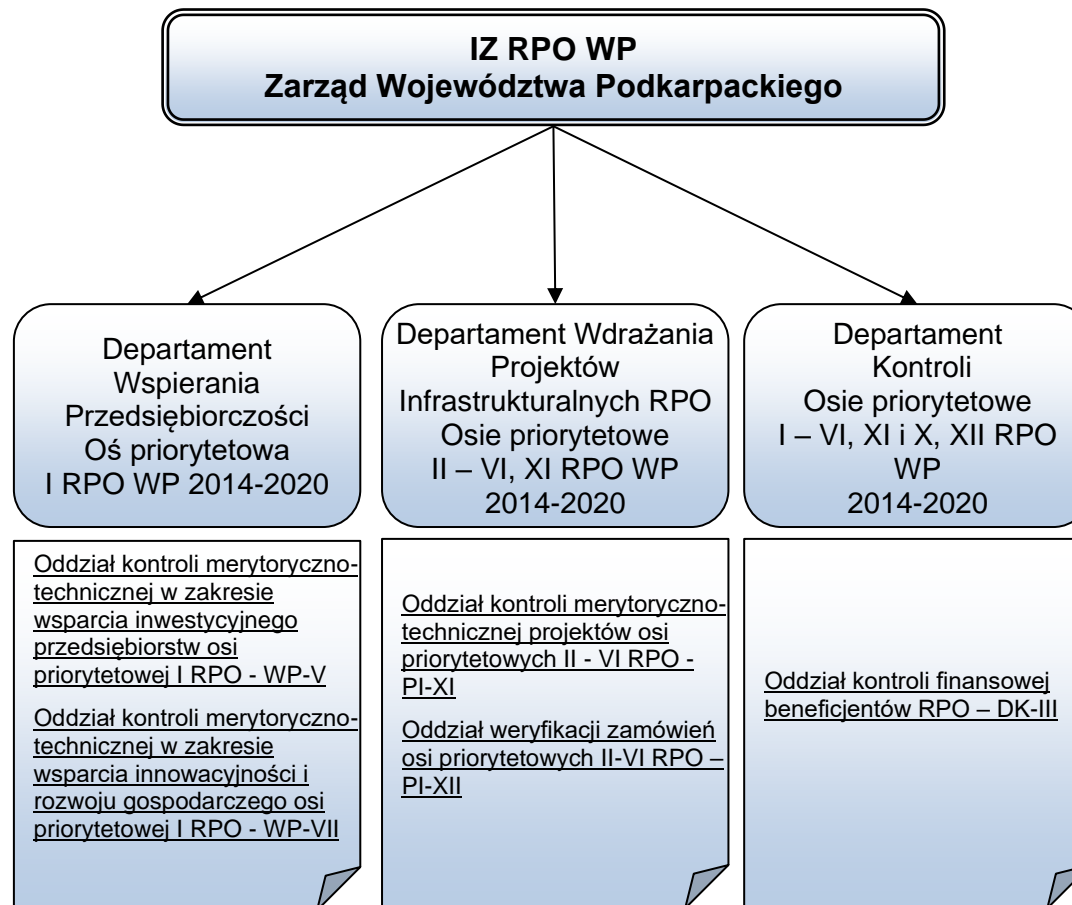 IZ RPO WP
Zarząd Województwa Podkarpackiego
Departament
Wspierania
Przedsiębiorczości
Oś priorytetowa
I RPO WP 2014-2020
Departament Wdrażania
Projektów
Infrastrukturalnych RPO
Osie priorytetowe
II – VI, XI RPO WP
2014-2020
Departament
Kontroli
Osie priorytetowe
I – VI, XI i X, XII RPO
WP
2014-2020
Oddział kontroli merytoryczno-
technicznej w zakresie
wsparcia inwestycyjnego
przedsiębiorstw osi
priorytetowej I RPO - WP-V
Oddział kontroli merytoryczno-
technicznej w zakresie
wsparcia innowacyjności i
rozwoju gospodarczego osi
priorytetowej I RPO - WP-VII
Oddział kontroli merytoryczno-
technicznej projektów osi
priorytetowych II - VI RPO -
PI-XI
Oddział weryfikacji zamówień
osi priorytetowych II-VI RPO –
PI-XII
Oddział kontroli finansowej
beneficjentów RPO – DK-III